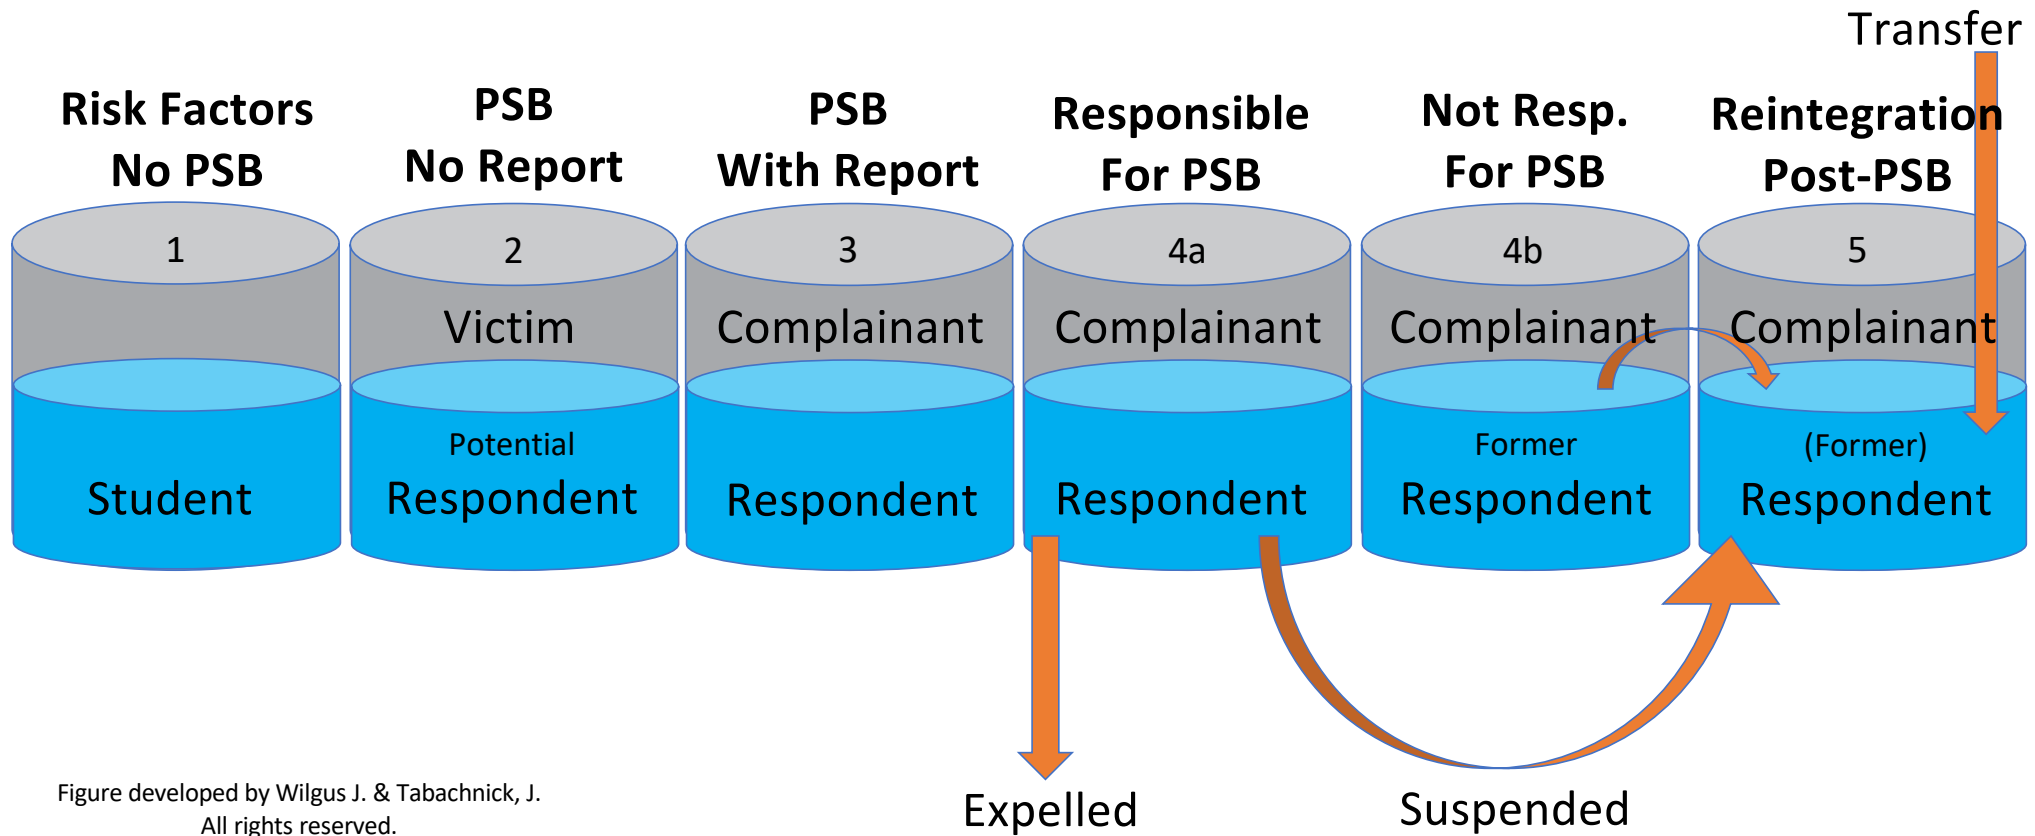 Transfer
Risk Factors
No PSB
PSB
No Report
PSB
With Report
Responsible
For PSB
Not Resp.
For PSB
Reintegration
Post-PSB
1
2
3
4a
4b
5
Victim
Complainant
Complainant
Complainant
Complainant
Student
Potential
Respondent
Respondent
Respondent
Former
Respondent
(Former)
Respondent
Expelled
Suspended
Figure developed by Wilgus J. & Tabachnick, J.
All rights reserved.